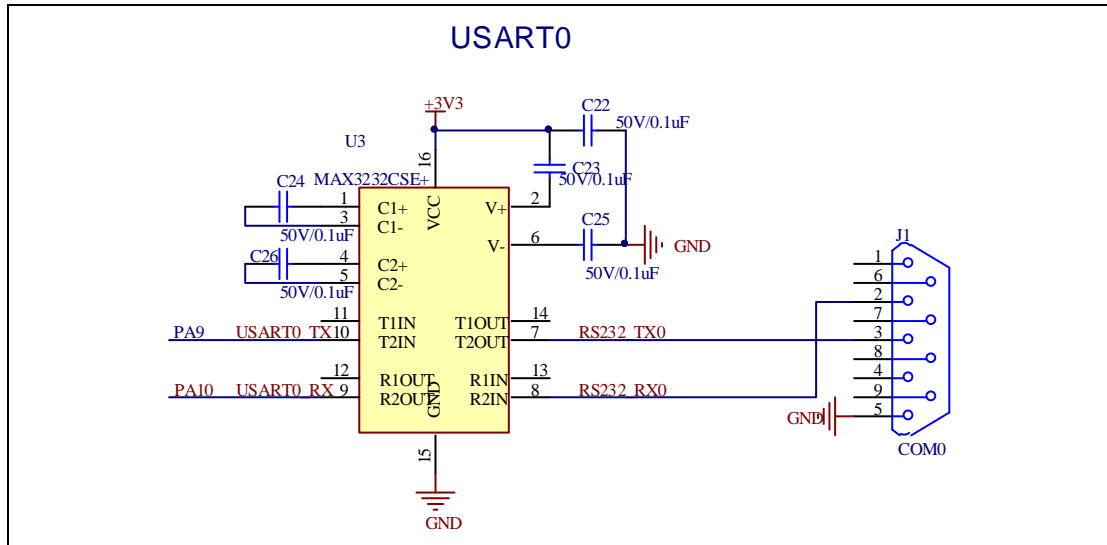 USART0
+3V3
C22
50V/0.1uF
U3
16
C23
50V/0.1uF
C24
MAX3232CSE+
1
C1+
VCC
V+
2
3
C1-
50V/0.1uF
C25
V-
6
GND
50V/0.1uF
C26
4
C2+
5
C2-
50V/0.1uF
J1
1
6
2
7
3
8
4
9
5
COM0
11
T1IN
T1OUT
14
PA9
USART0_TX
10
T2IN
T2OUT
7
RS232_TX0
12
R1OUT
R1IN
13
PA10
USART0_RX
9
R2OUT
GND
R2IN
8
RS232_RX0
GND
15
GND